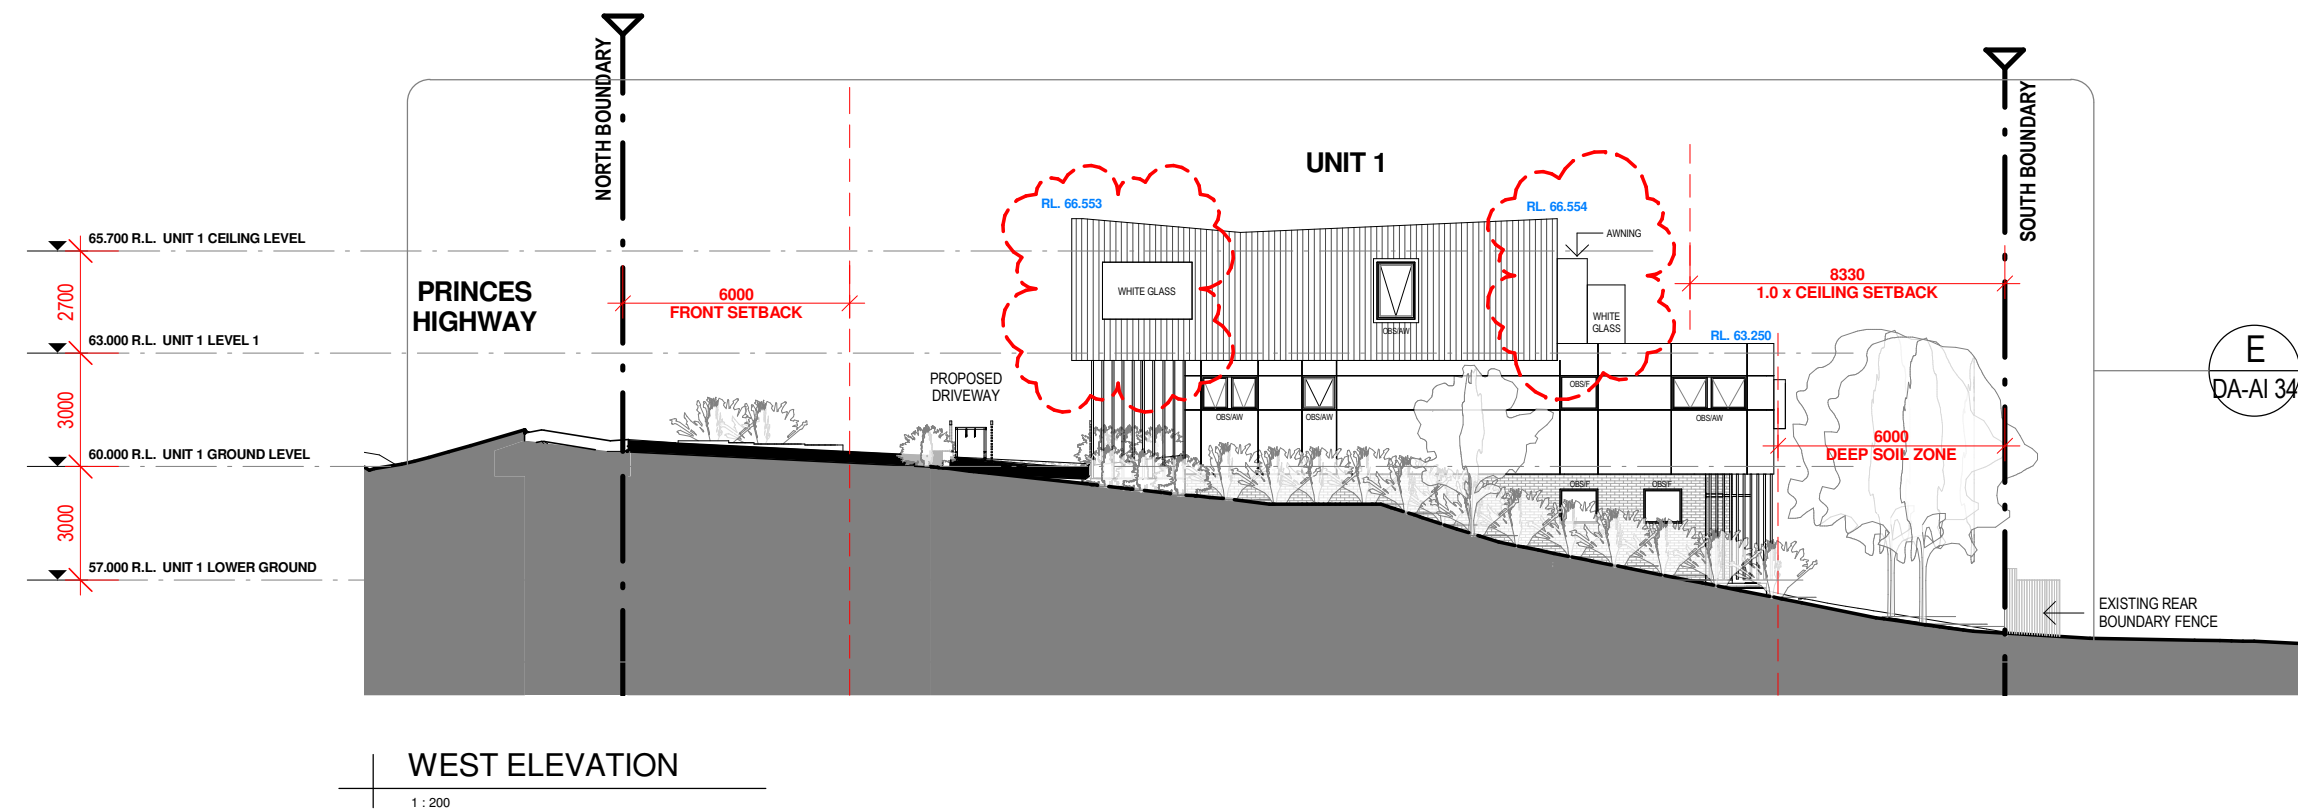 NORTH BOUNDARY
SOUTH BOUNDARY
UNIT 1
RL. 66.553
RL. 66.554
AWNING
65.700 R.L. UNIT 1 CEILING LEVEL
2700
PRINCES
HIGHWAY
6000
FRONT SETBACK
WHITE GLASS
OBS/AW
WHITE
GLASS
8330
1.0 x CEILING SETBACK
63.000 R.L. UNIT 1 LEVEL 1
RL. 63.250
E
DA-AI 34
3000
PROPOSED
DRIVEWAY
OBS/AW
OBS/AW
OBS/F
OBS/AW
6000
DEEP SOIL ZONE
60.000 R.L. UNIT 1 GROUND LEVEL
OBS/F
OBS/F
3000
57.000 R.L. UNIT 1 LOWER GROUND
EXISTING REAR
BOUNDARY FENCE
WEST ELEVATION
1 : 200